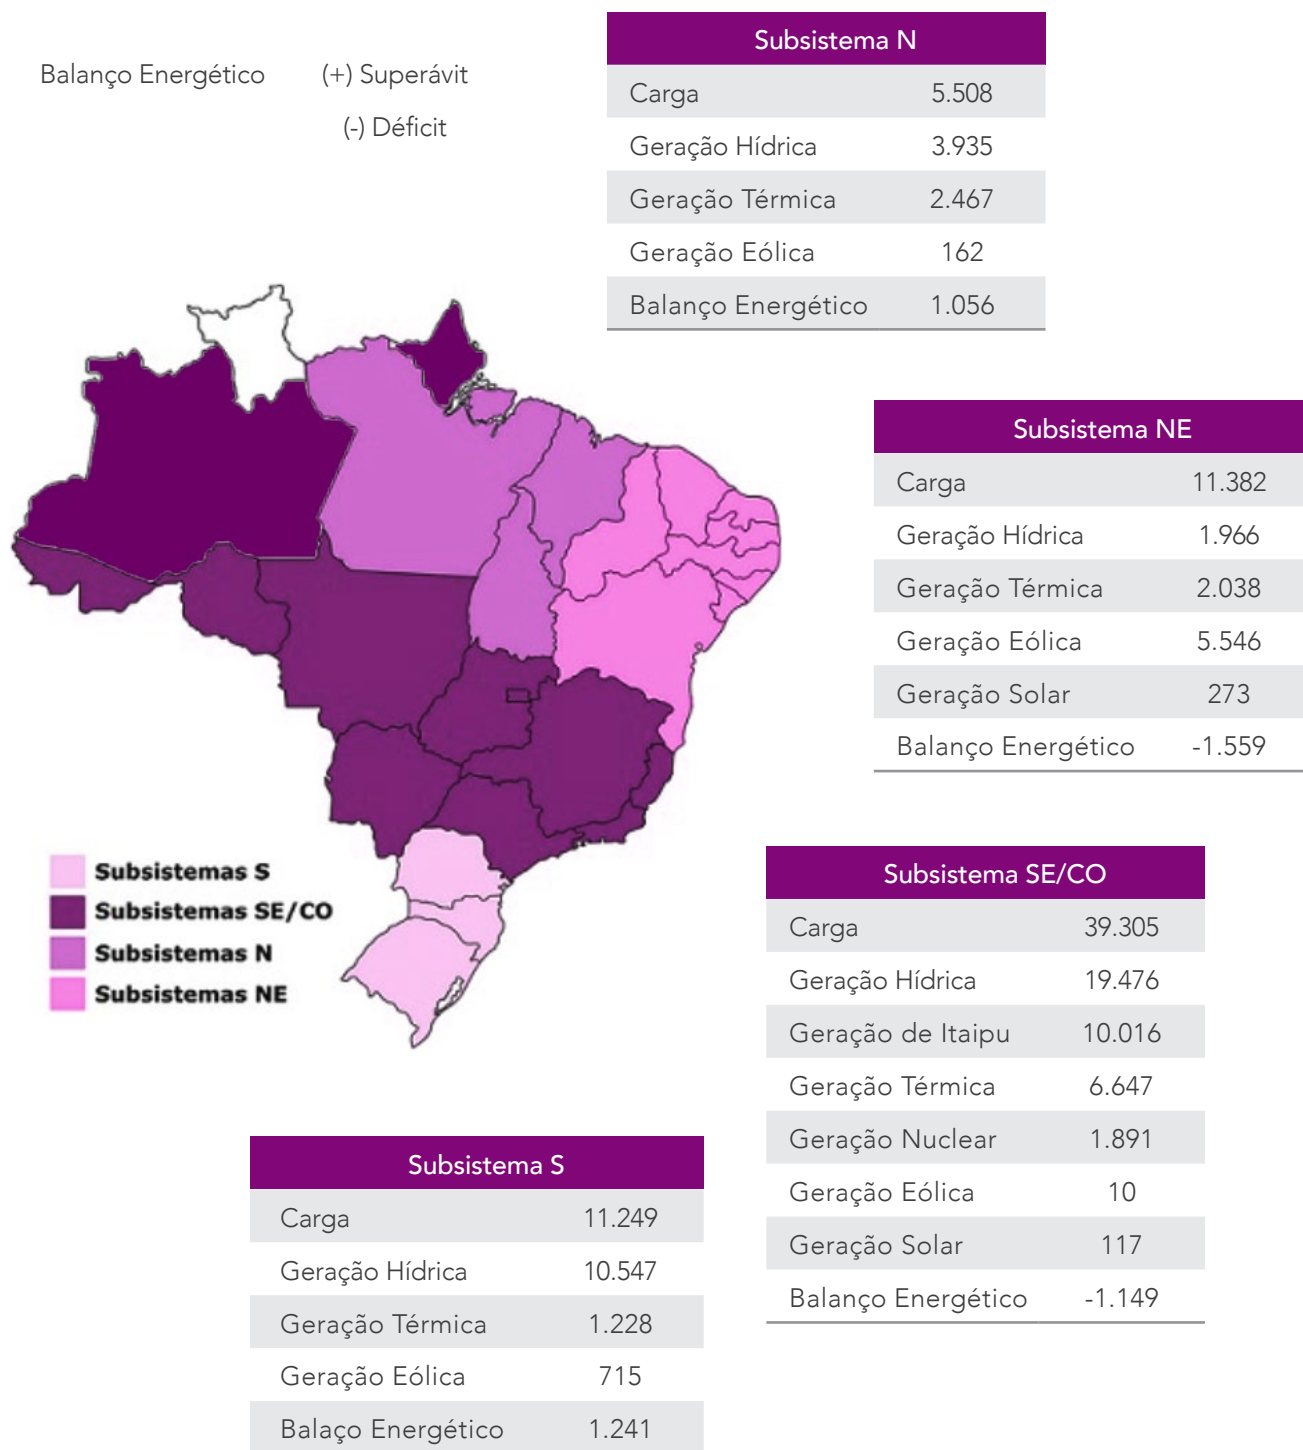 Balanço Energético (+) Superávit
(-) Déficit
Subsistema N
Carga 5.508
Geração Hídrica 3.935
Geração Térmica 2.467
Geração Eólica 162
Balanço Energético 1.056
Subsistema NE
Carga 11.382
Geração Hídrica 1.966
Geração Térmica 2.038
Geração Eólica 5.546
Geração Solar 273
Balanço Energético -1.559
Subsistemas S
Subsistemas SE/CO
Subsistemas N
Subsistemas NE
Subsistema SE/CO
Carga 39.305
Geração Hídrica 19.476
Geração de Itaipu 10.016
Geração Térmica 6.647
Geração Nuclear 1.891
Geração Eólica 10
Geração Solar 117
Balanço Energético -1.149
Subsistema S
Carga 11.249
Geração Hídrica 10.547
Geração Térmica 1.228
Geração Eólica 715
Balaço Energético 1.241